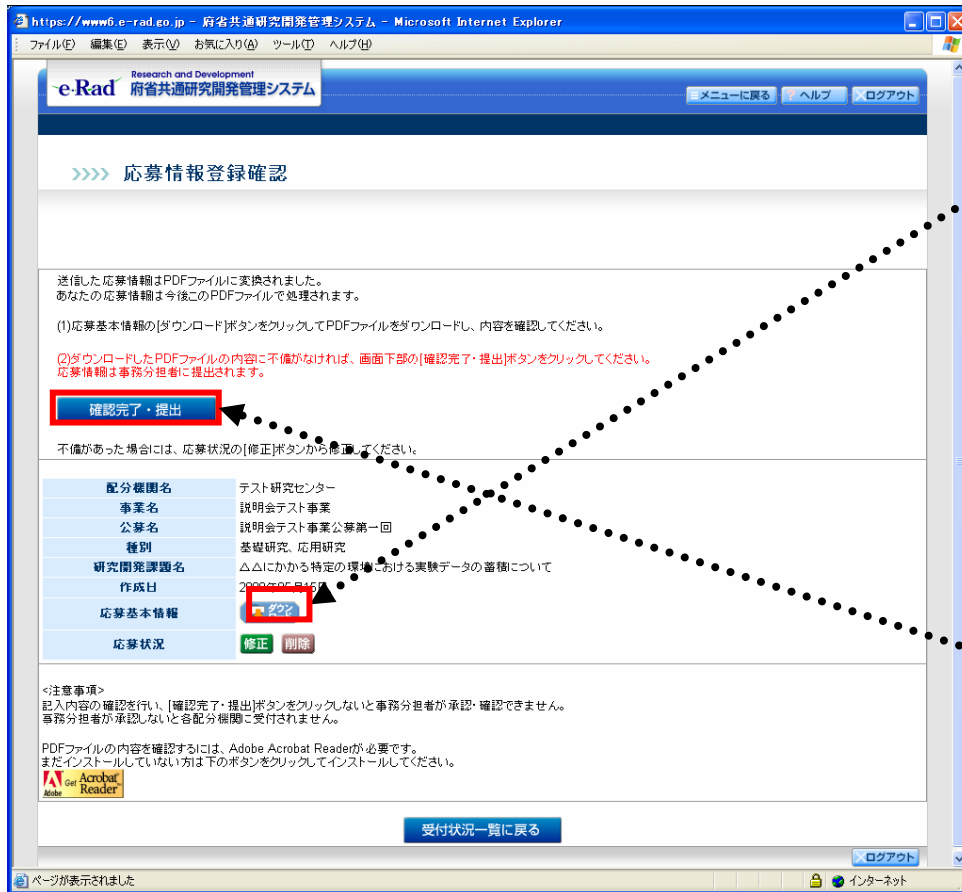 https://www6.e-rad.go.jp - 府省共通研究開発管理システム - Microsoft Internet Explorer
ファイル(F) 編集(E) 表示(V) お気に入り(A) ツール(T) ヘルプ(H)
Research and Development
e-Rad 府省共通研究開発管理システム
メニューに戻る ? ヘルプ ログアウト
>>>> 応募情報登録確認
送信した応募情報はPDFファイルに変換されました。
あなたの応募情報は今後このPDFファイルで処理されます。
(1)応募基本情報の[ダウンロード]ボタンをクリックしてPDFファイルをダウンロードし、内容を確認してください。
(2)ダウンロードしたPDFファイルの内容に不備がなければ、画面下部の[確認完了・提出]ボタンをクリックしてください。
応募情報は事務分担者に提出されます。
確認完了・提出
不備があった場合には、応募状況の[修正]ボタンから修正してください。
配分機関名 テスト研究センター
事業名 説明会テスト事業
公募名 説明会テスト事業公募第一回
種別 基礎研究、応用研究
研究開発課題名 △△にかかる特定の環境における実験データの蓄積について
作成日
応募基本情報 ダウン
応募状況 修正 削除
<注意事項>
記入内容の確認を行い、[確認完了・提出]ボタンをクリックしないと事務分担者が承認・確認できません。
事務分担者が承認しないと各配分機関に受付されません。
PDFファイルの内容を確認するには、Adobe Acrobat Readerが必要です。
まだインストールしていない方は下のボタンをクリックしてインストールしてください。
Adobe Get Acrobat Reader
受付状況一覧に戻る
ログアウト
ページが表示されました インターネット